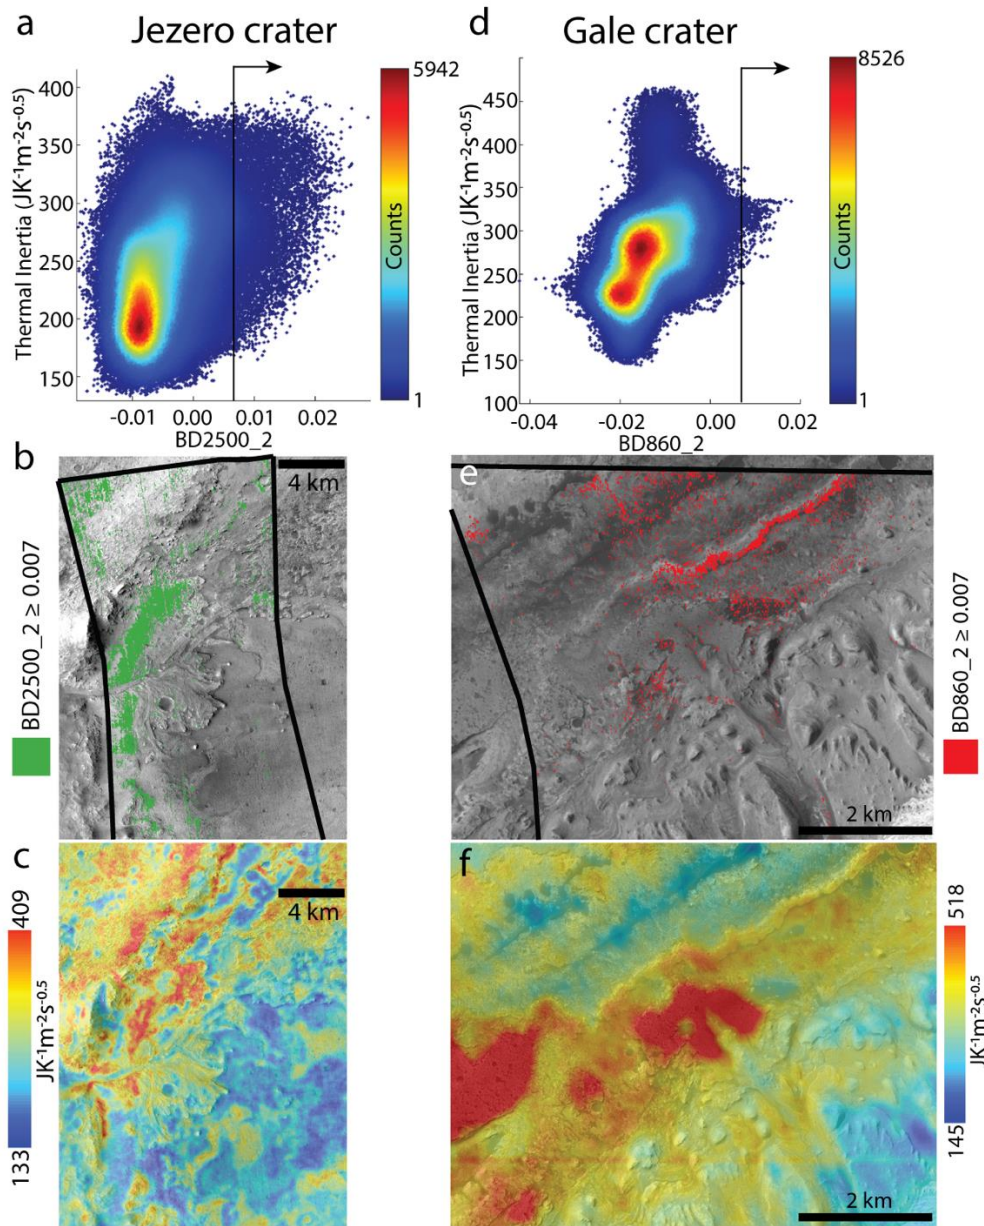 a Jezero crater
400
350
300
250
200
150
Thermal Inertia (JK⁻¹m⁻²s⁻⁰·⁵)
-0.01 0.00 0.01 0.02
BD2500_2
5942
Counts
1
d Gale crater
450
400
350
300
250
200
150
100
Thermal Inertia (JK⁻¹m⁻²s⁻⁰·⁵)
-0.04 -0.02 0.00 0.02
BD860_2
8526
Counts
1
b
4 km
BD2500_2 ≥ 0.007
e
2 km
BD860_2 ≥ 0.007
c
4 km
409
JK⁻¹m⁻²s⁻⁰·⁵
133
f
2 km
518
JK⁻¹m⁻²s⁻⁰·⁵
145